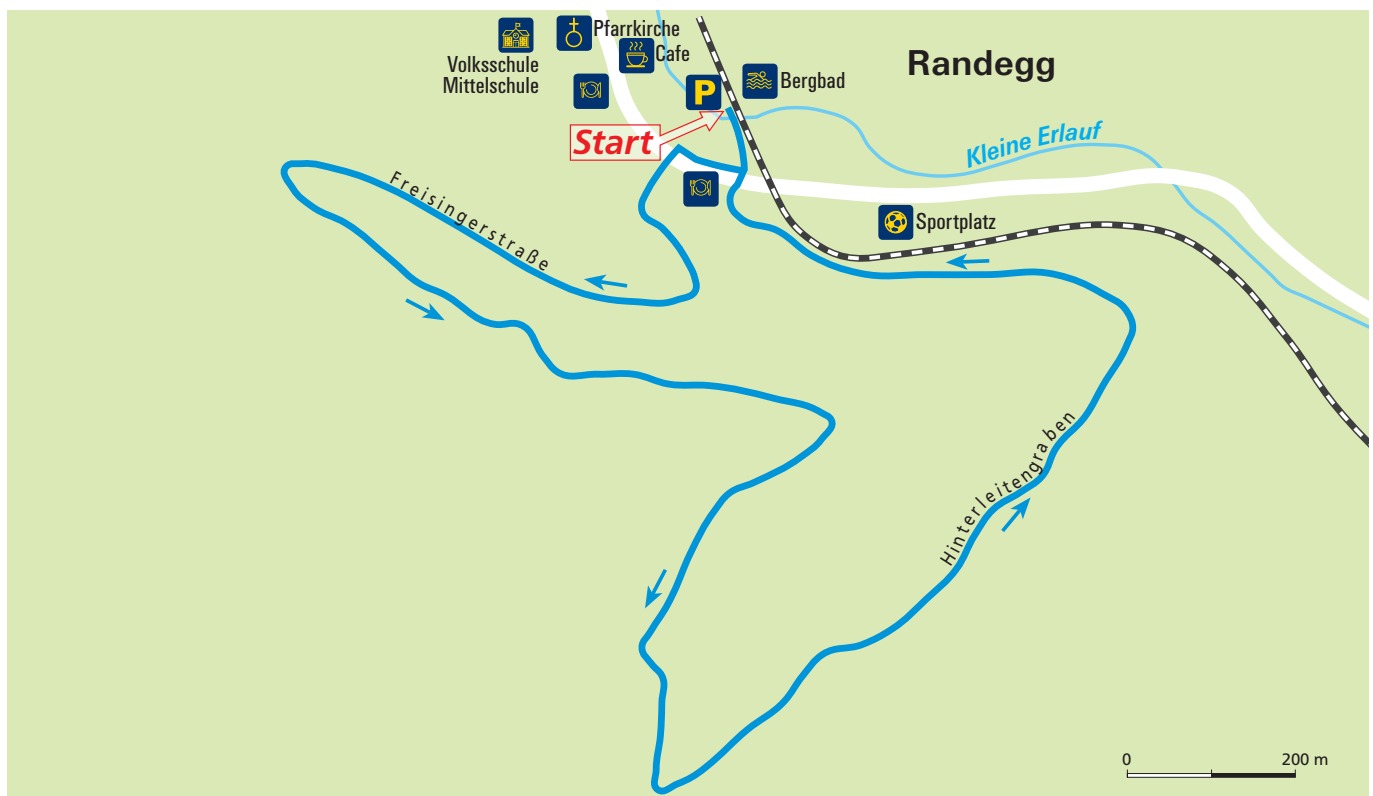 Pfarrkirche
Cafe
Volksschule
Mittelschule
P
Bergbad
Randegg
Start
Kleine Erlauf
Freisingerstraße
Sportplatz
Hinterleitengraben
0 200 m